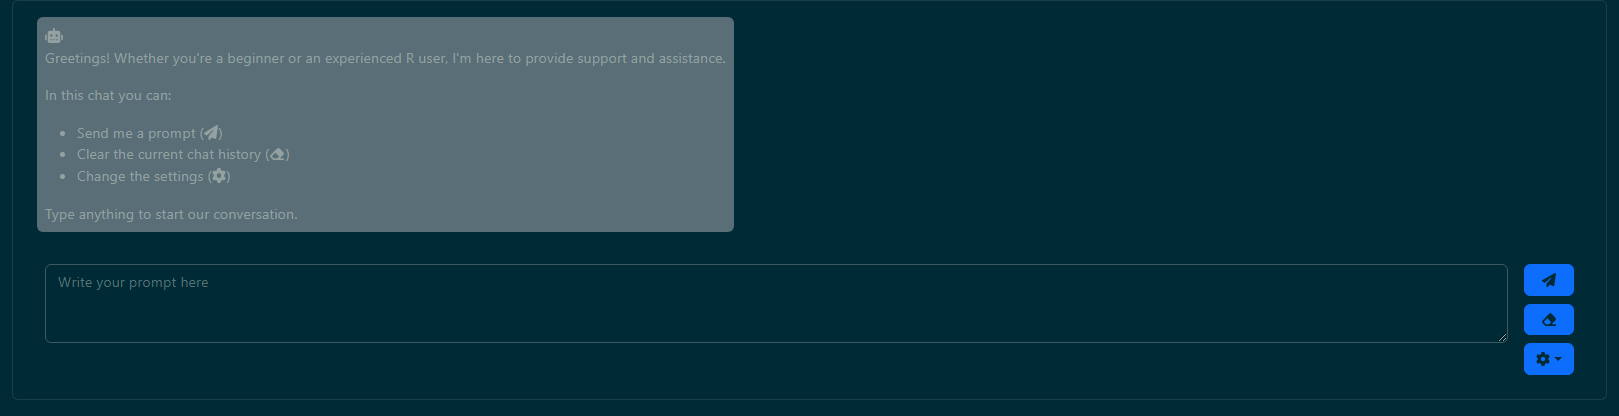 Greetings! Whether you're a beginner or an experienced R user, I'm here to provide support and assistance.
In this chat you can:
• Send me a prompt ()
• Clear the current chat history ()
• Change the settings ()
Type anything to start our conversation.
Write your prompt here